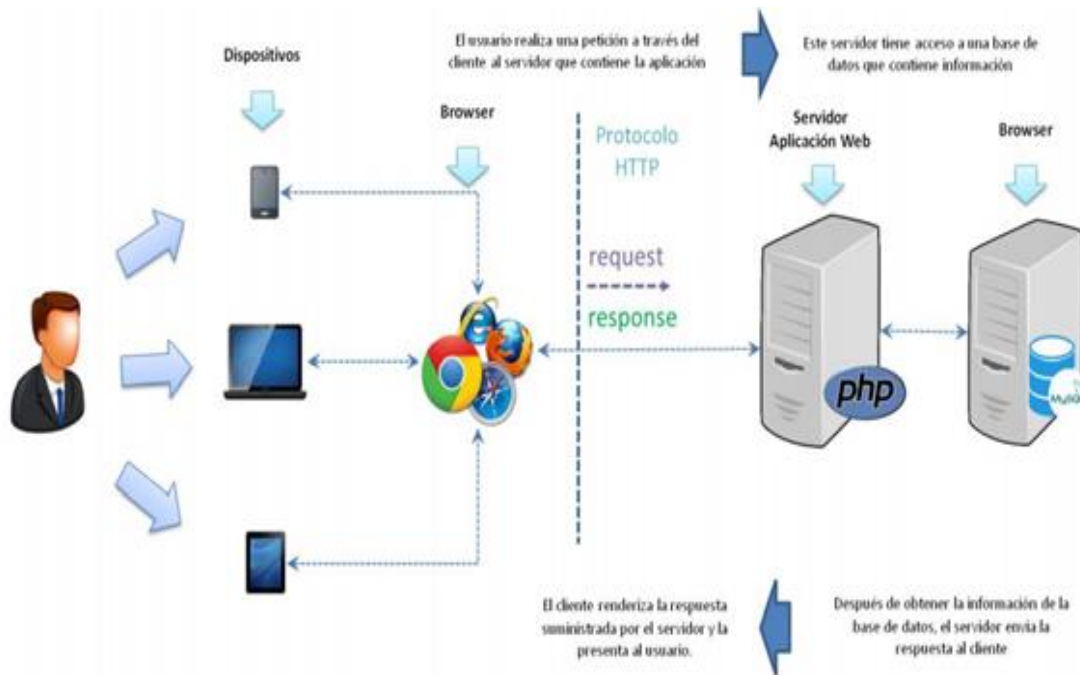 El usuario realiza una petición a través del
cliente al servidor que contiene la aplicación
Este servidor tiene acceso a una base de
datos que contiene información
Dispositivos
Browser
Protocolo
HTTP
Servidor
Aplicación Web
Browser
request
response
php
MySQL
El cliente renderiza la respuesta
suministrada por el servidor y la
presenta al usuario.
Después de obtener la información de la
base de datos, el servidor envia la
respuesta al cliente